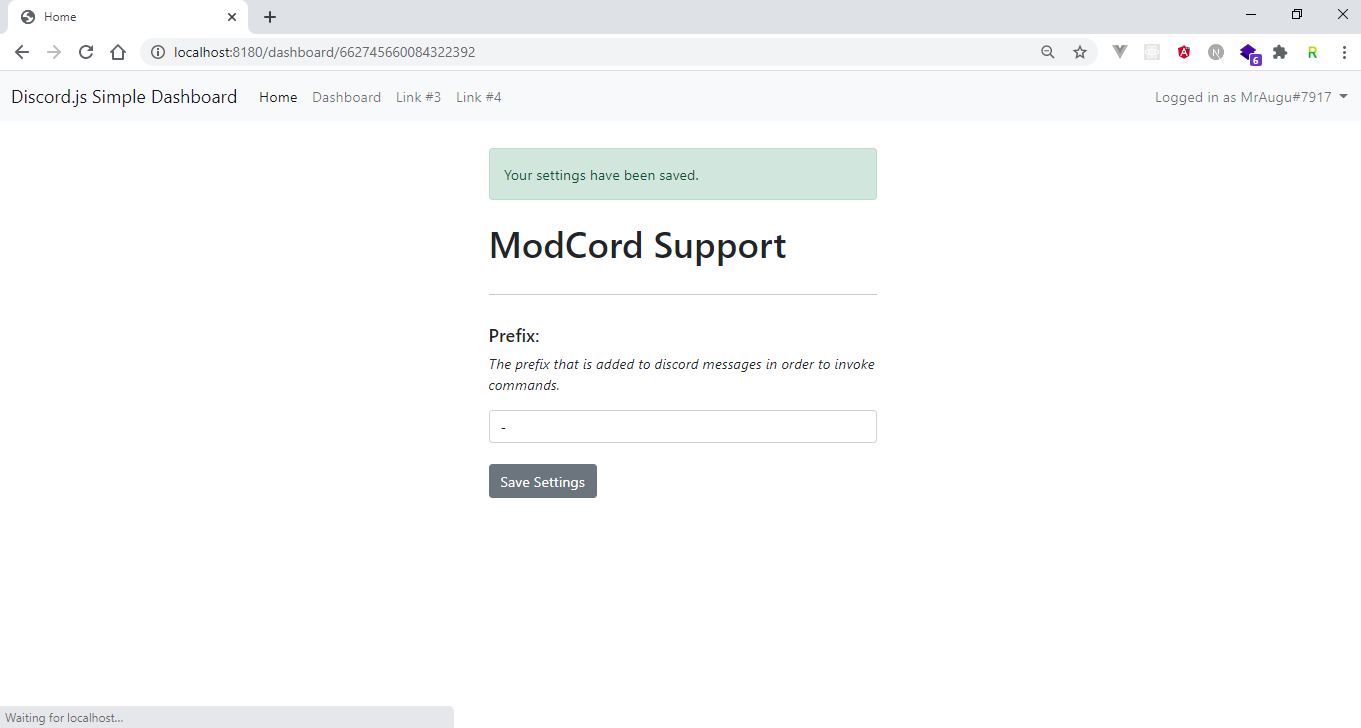 Home
localhost:8180/dashboard/662745660084322392
N
6
R
Discord.js Simple Dashboard Home Dashboard Link #3 Link #4 Logged in as MrAugu#7917
Your settings have been saved.
ModCord Support
Prefix:
The prefix that is added to discord messages in order to invoke
commands.
-
Save Settings
Waiting for localhost...